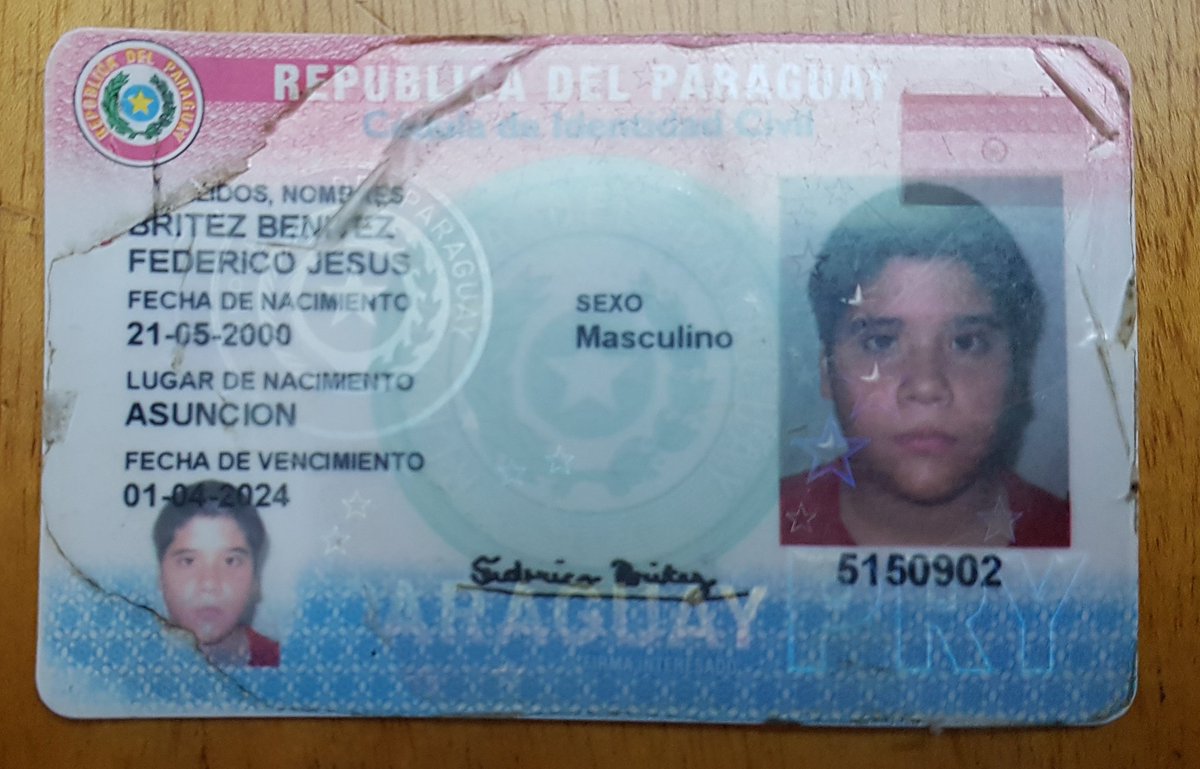 REPUBLICA DEL PARAGUAY
REPUBLICA DEL PARAGUAY
Cédula de Identidad Civil
NOMBRES
BRITEZ BENITEZ
FEDERICO JESUS
FECHA DE NACIMIENTO
21-05-2000
SEXO
Masculino
LUGAR DE NACIMIENTO
ASUNCION
FECHA DE VENCIMIENTO
01-04-2024
Federico Britez
5150902
PARAGUAY
PRY
FIRMA INTERESADO